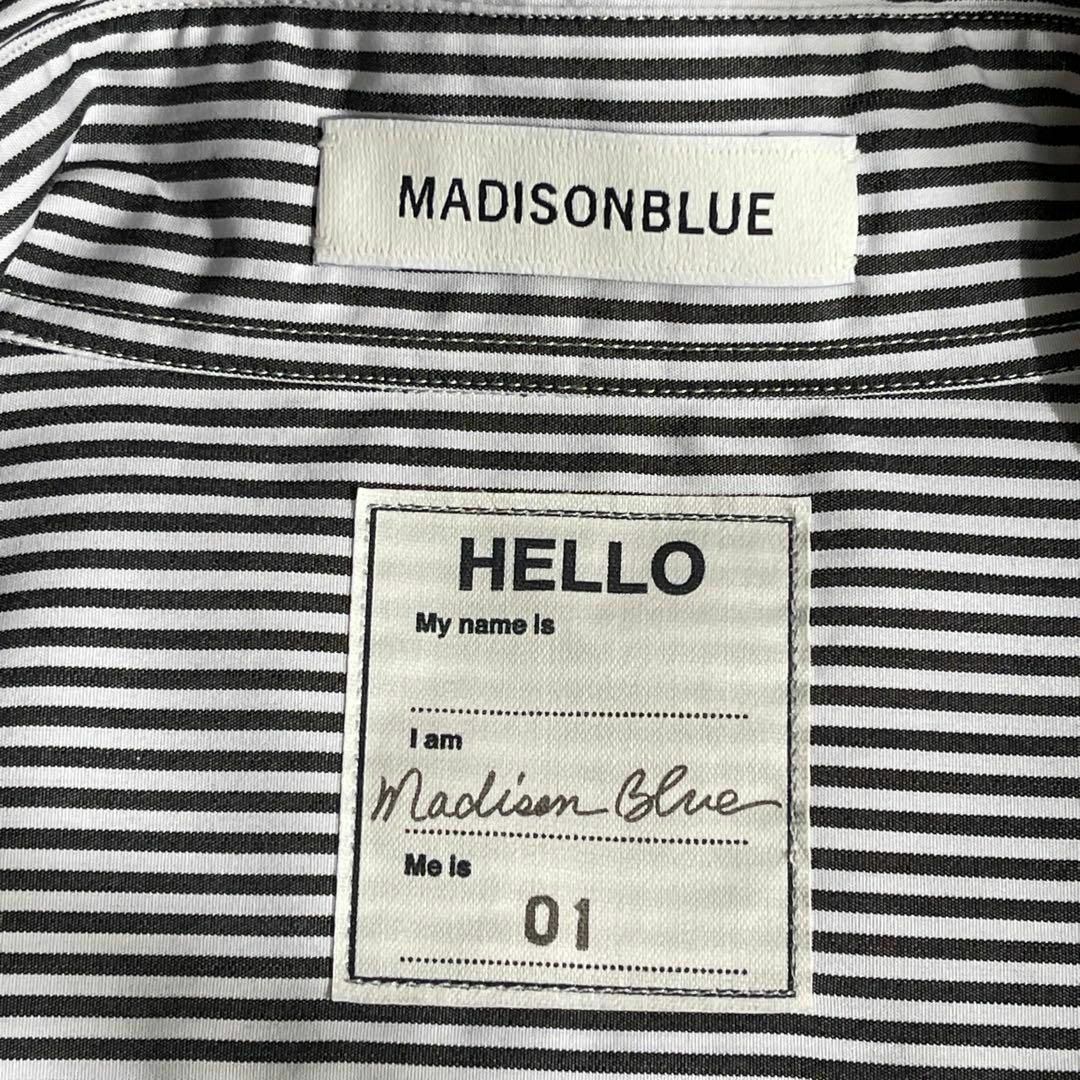 MADISONBLUE
HELLO
My name is
I am
Madison Blue
Me is
01